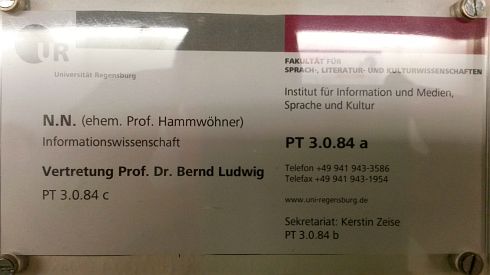 UR
Universität Regensburg
N.N. (ehem. Prof. Hammwöhner)
Informationswissenschaft
Vertretung Prof. Dr. Bernd Ludwig
PT 3.0.84 c
FAKULTÄT FÜR
SPRACH-, LITERATUR- UND KULTURWISSENSCHAFTEN
Institut für Information und Medien,
Sprache und Kultur
PT 3.0.84 a
Telefon +49 941 943-3586
Telefax +49 941 943-1954
www.uni-regensburg.de
Sekretariat: Kerstin Zeise
PT 3.0.84 b